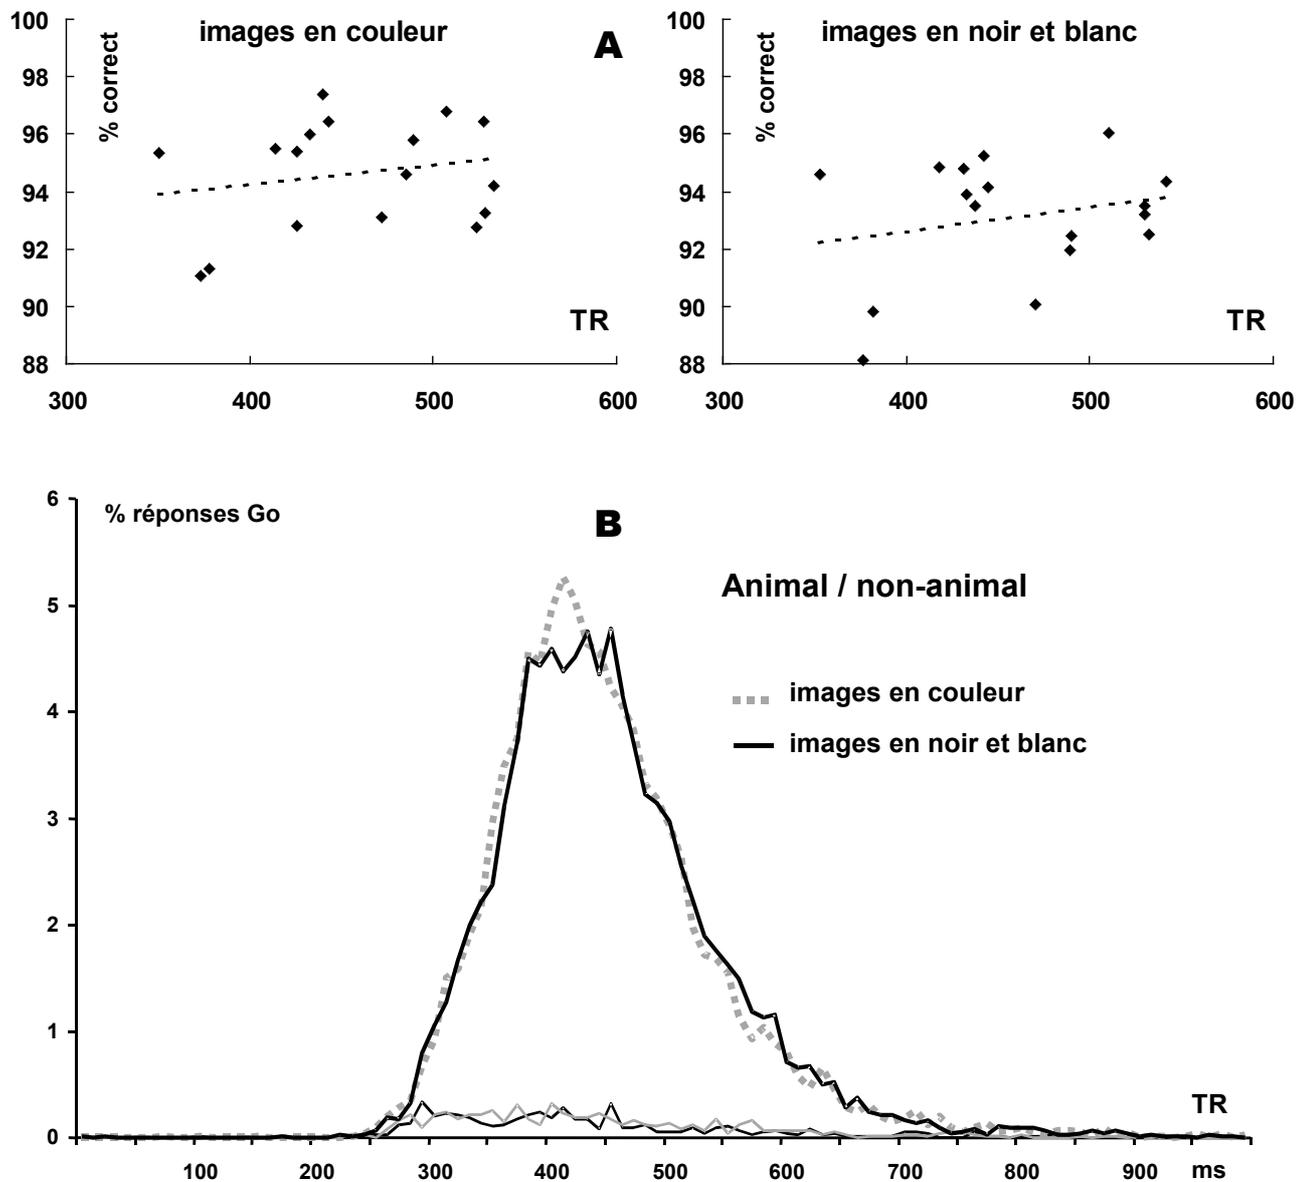 images en couleur
A
% correct
100
98
96
94
92
90
88
TR
300 400 500 600
images en noir et blanc
% correct
100
98
96
94
92
90
88
TR
300 400 500 600
% réponses Go
B
6
5
4
3
2
1
0
Animal / non-animal
images en couleur
images en noir et blanc
TR
100 200 300 400 500 600 700 800 900 ms